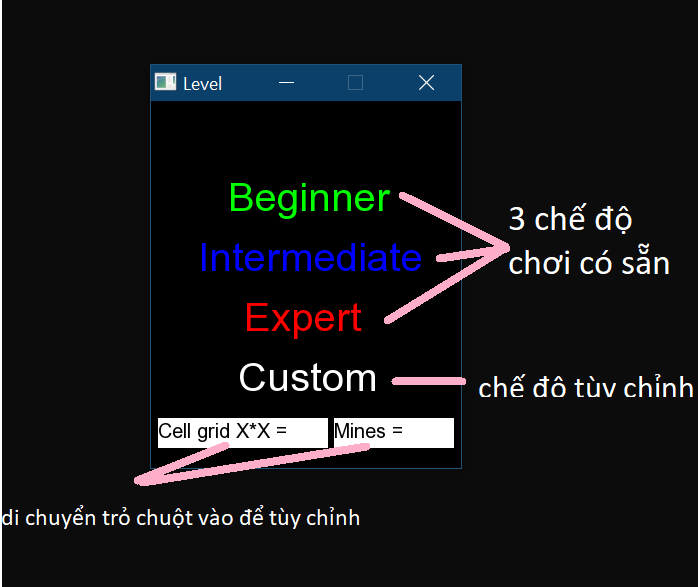 Level
Beginner
Intermediate
Expert
Custom
Cell grid X*X =
Mines =
3 chế độ
chơi có sẵn
chế đô tùv chỉnh
di chuyển trỏ chuột vào để tùy chỉnh